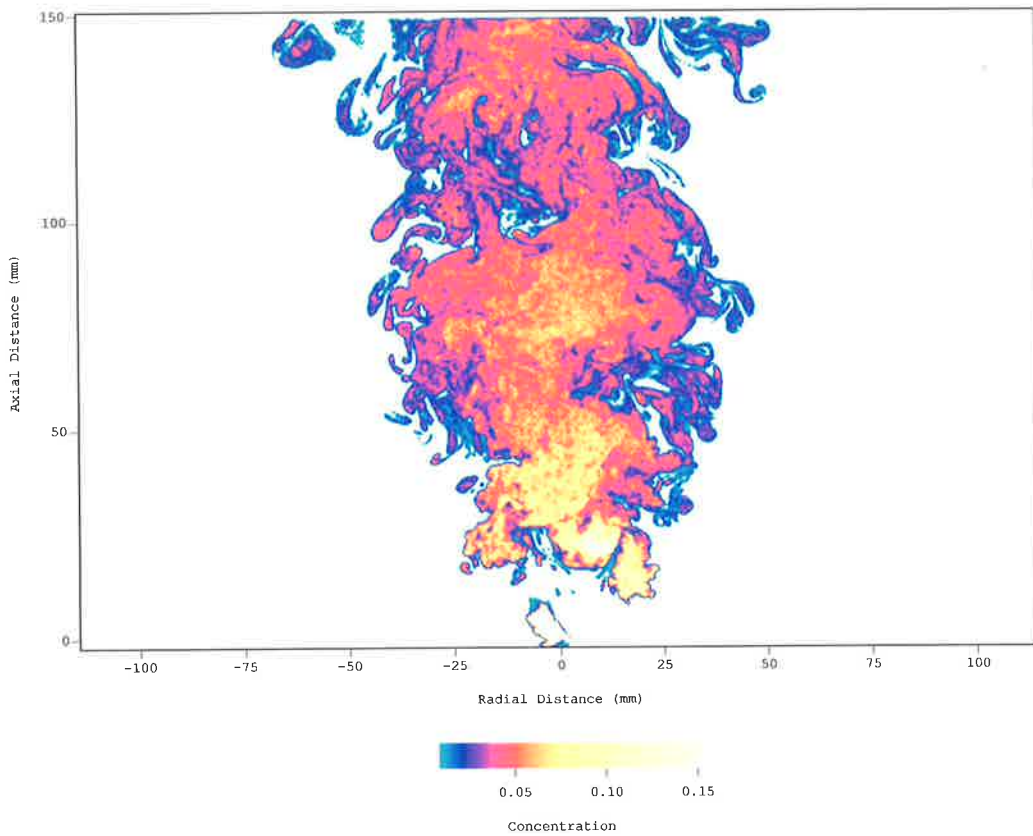 150
100
50
0
Axial Distance (mm)
-100 -75 -50 -25 0 25 50 75 100
Radial Distance (mm)
0.05 0.10 0.15
Concentration